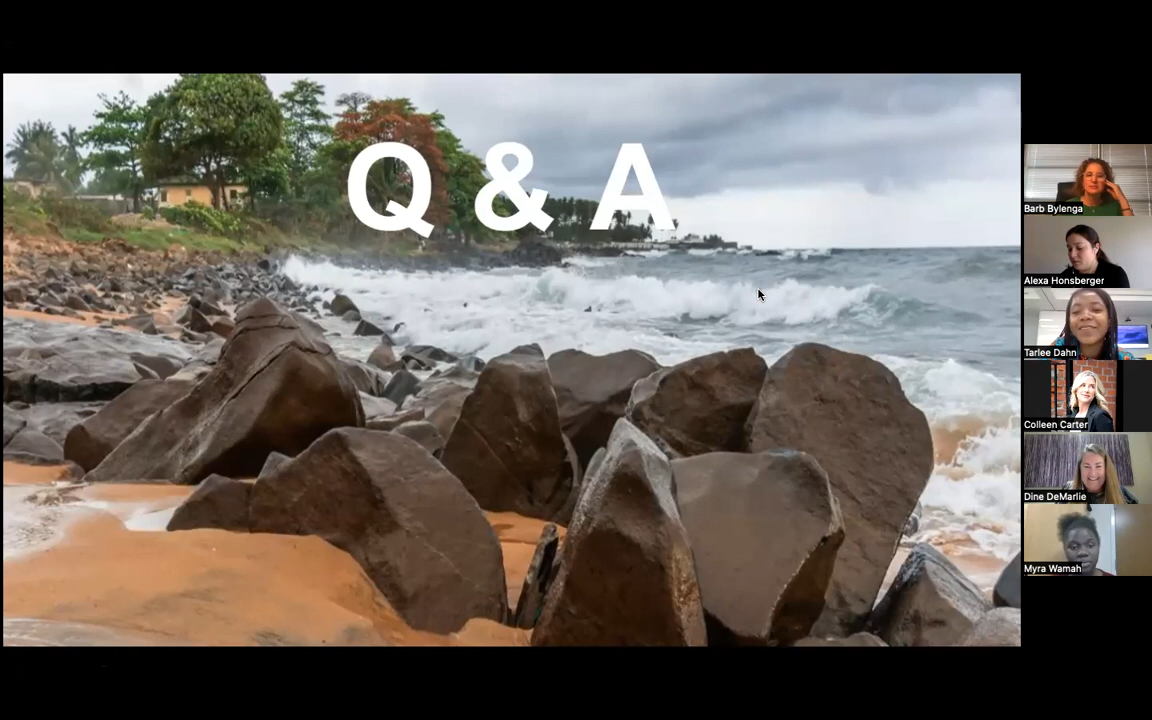 Q & A
Barb Bylenga
Alexa Honsberger
Tarlee Dahn
Colleen Carter
Dine DeMarlie
Myra Wamah